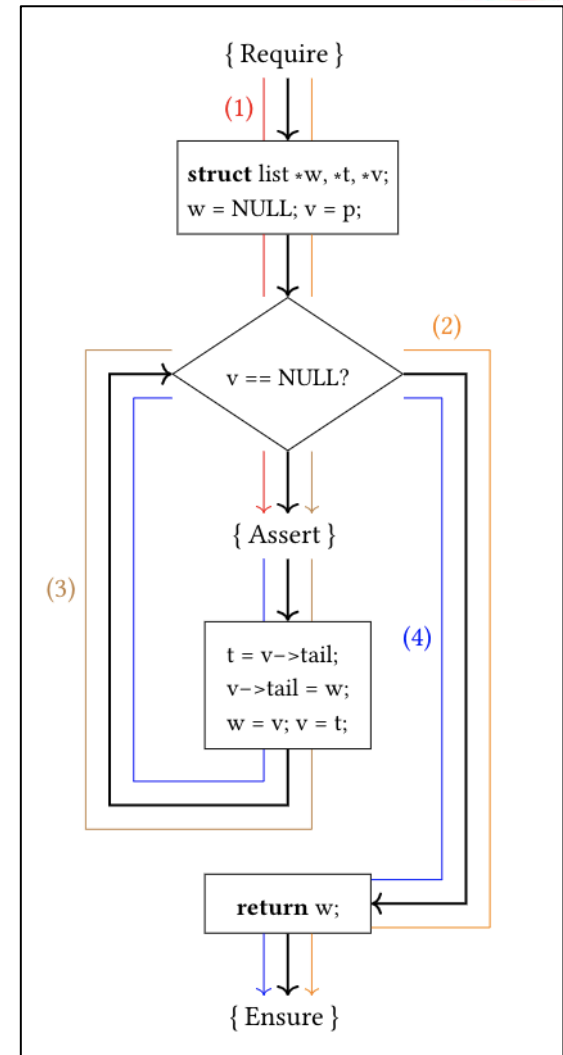 { Require }
(1)
struct list *w, *t, *v;
w = NULL; v = p;
(2)
v == NULL?
{ Assert }
(3)
t = v−>tail;
v−>tail = w;
w = v; v = t;
(4)
return w;
{ Ensure }